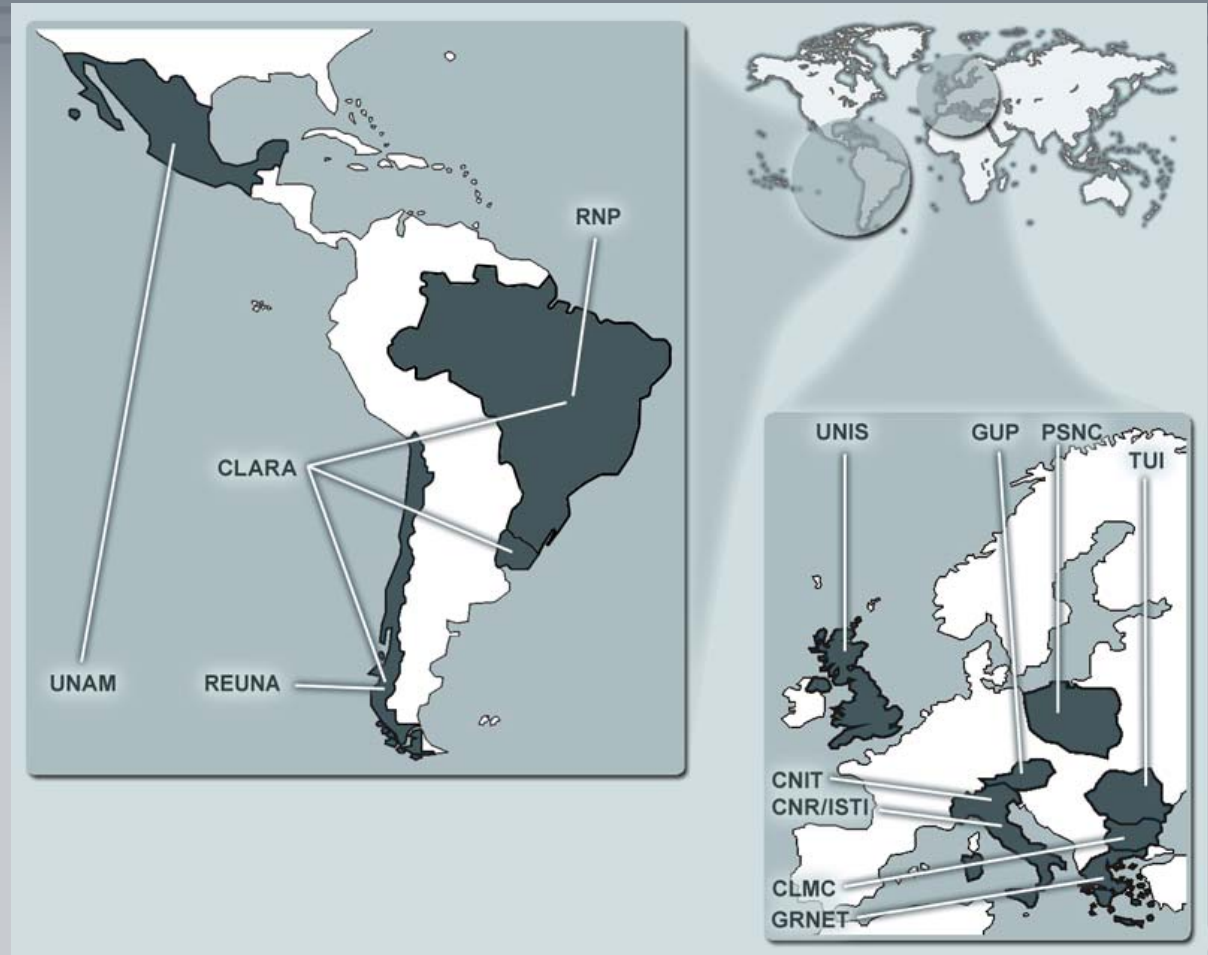 RNP
CLARA
UNAM
REUNA
UNIS
GUP
PSNC
TUI
CNIT
CNR/ISTI
CLMC
GRNET